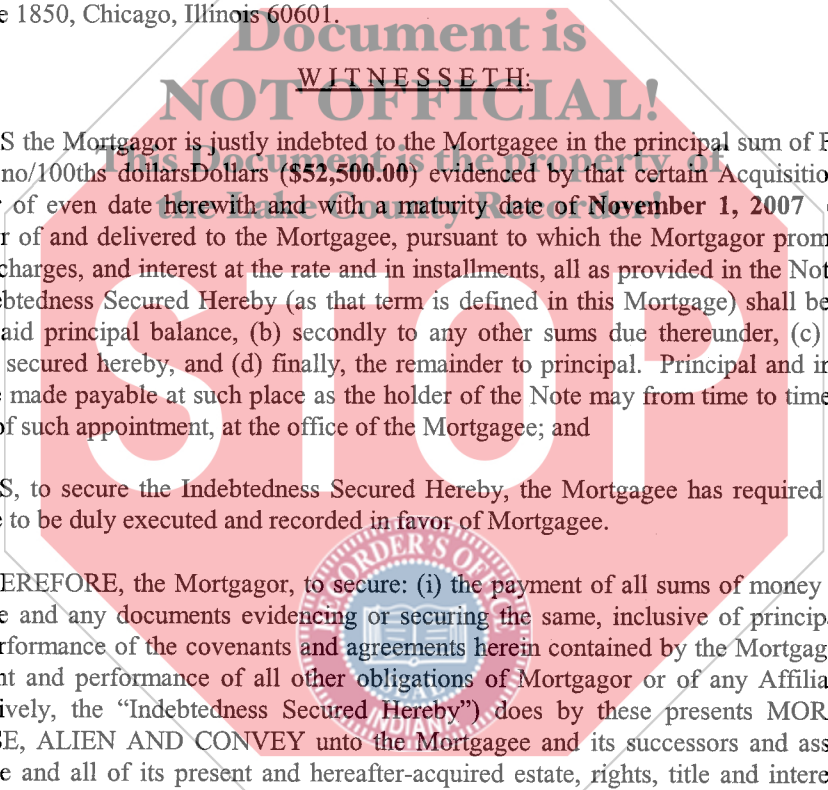 e 1850, Chicago, Illinois 60601.
Document is
WITNESSETH:
NOT OFFICIAL!
S the Mortgagor is justly indebted to the Mortgagee in the principal sum of F
This Document is the property of
no/100ths dollarsDollars ($52,500.00) evidenced by that certain Acquisitio
the Lake County Recorder!
of even date herewith and with a maturity date of November 1, 2007
r of and delivered to the Mortgagee, pursuant to which the Mortgagor prom
charges, and interest at the rate and in installments, all as provided in the Not
ebtedness Secured Hereby (as that term is defined in this Mortgage) shall be
aid principal balance, (b) secondly to any other sums due thereunder, (c)
secured hereby, and (d) finally, the remainder to principal. Principal and in
e made payable at such place as the holder of the Note may from time to time
of such appointment, at the office of the Mortgagee; and
STOP
S, to secure the Indebtedness Secured Hereby, the Mortgagee has required
e to be duly executed and recorded in favor of Mortgagee.
EREFORE, the Mortgagor, to secure: (i) the payment of all sums of money
e and any documents evidencing or securing the same, inclusive of principa
rformance of the covenants and agreements herein contained by the Mortgag
nt and performance of all other obligations of Mortgagor or of any Affilia
ively, the “Indebtedness Secured Hereby”) does by these presents MOR
SE, ALIEN AND CONVEY unto the Mortgagee and its successors and ass
e and all of its present and hereafter-acquired estate, rights, title and intere
RECORDER'S OFFICE
SEAL
INDIANA